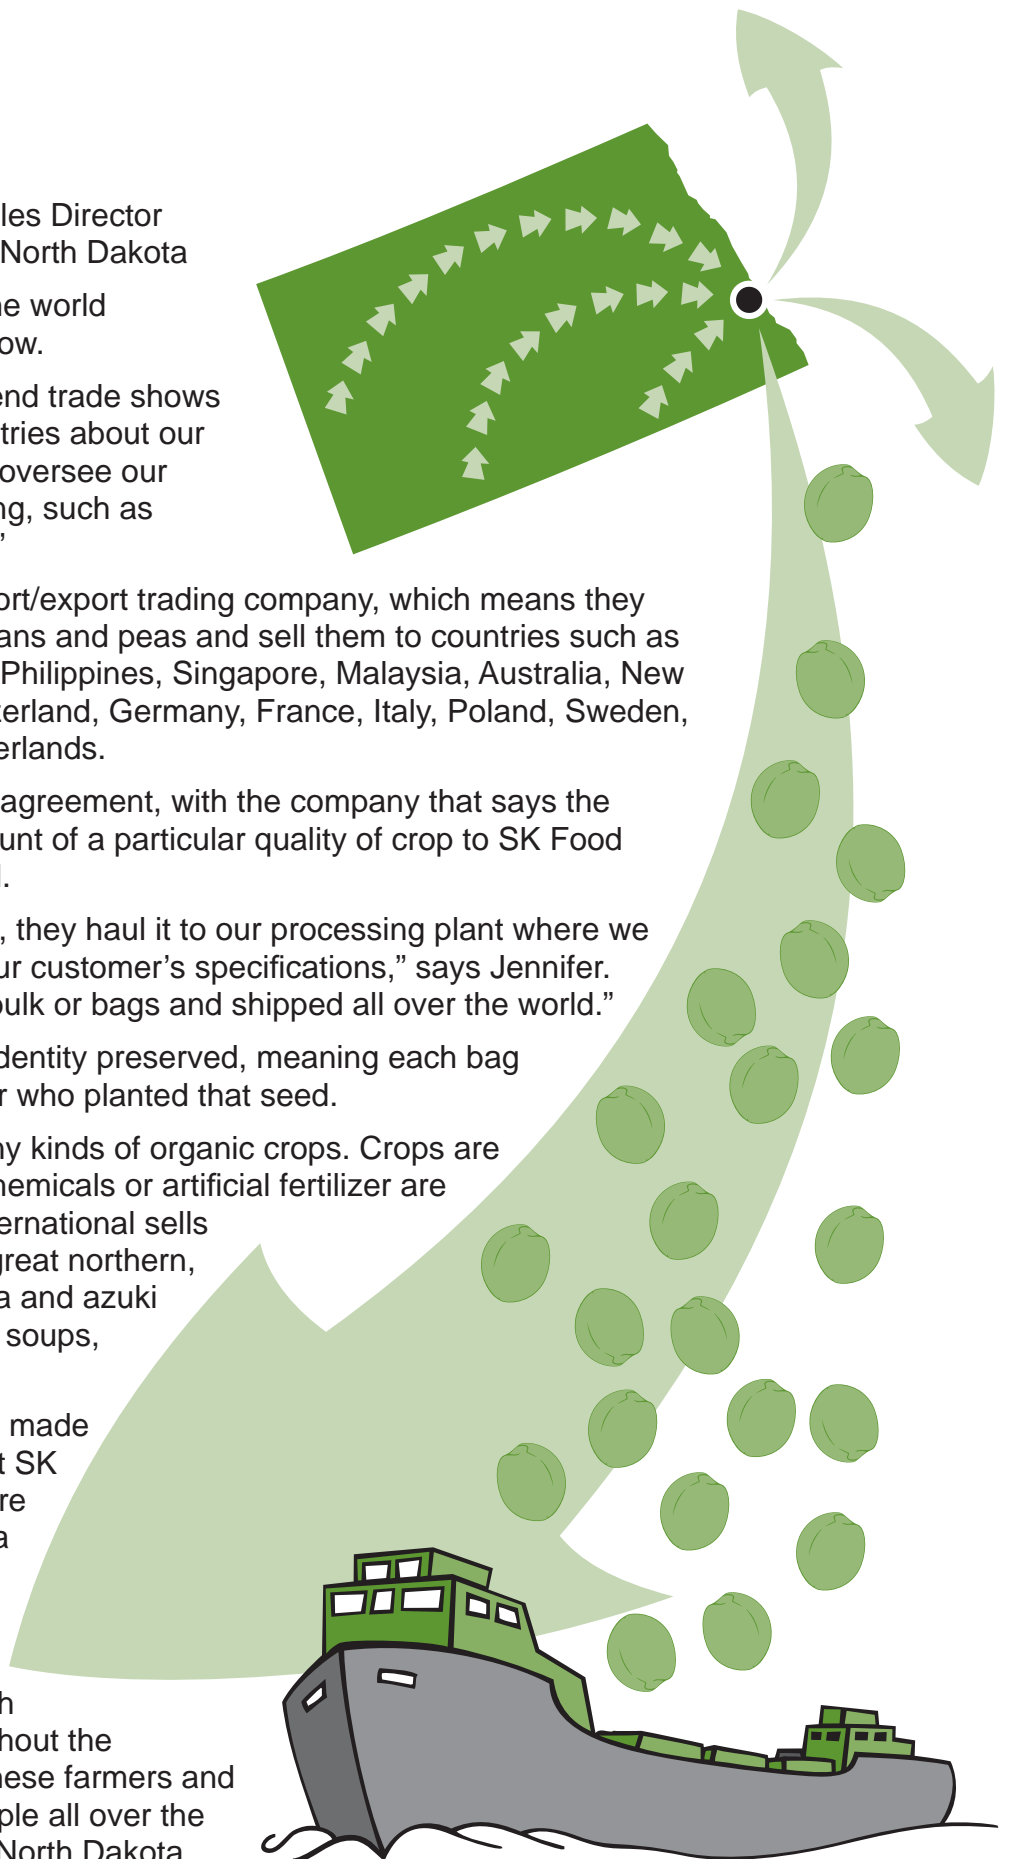 les Director
North Dakota
he world
ow.
end trade shows
tries about our
oversee our
ng, such as
”
ort/export trading company, which means they
ans and peas and sell them to countries such as
Philippines, Singapore, Malaysia, Australia, New
zerland, Germany, France, Italy, Poland, Sweden,
erlands.
agreement, with the company that says the
unt of a particular quality of crop to SK Food
l.
, they haul it to our processing plant where we
ur customer’s specifications,” says Jennifer.
bulk or bags and shipped all over the world.”
dentity preserved, meaning each bag
r who planted that seed.
ny kinds of organic crops. Crops are
hemicals or artificial fertilizer are
ernational sells
great northern,
a and azuki
soups,
made
t SK
re
a
h
hout the
hese farmers and
ple all over the
North Dakota